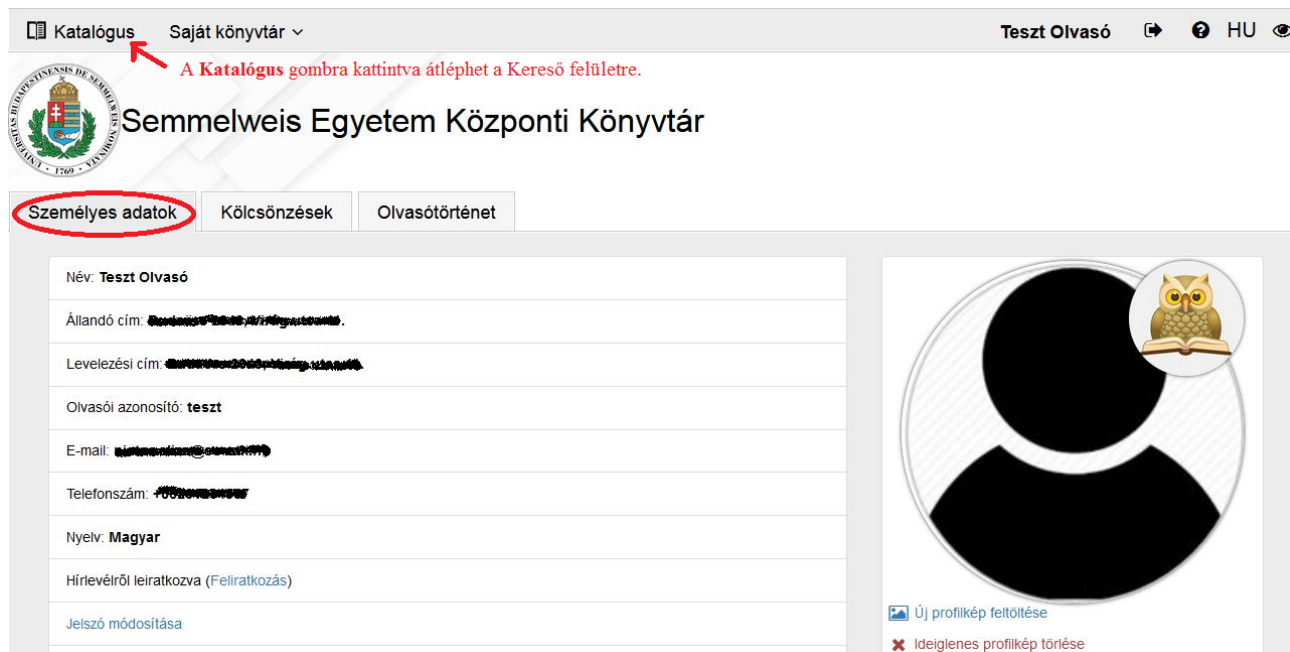 Katalógus Saját könyvtár Teszt Olvasó HU
A Katalógus gombra kattintva átléphet a Kereső felületre.
Semmelweis Egyetem Központi Könyvtár
1769
Személyes adatok Kölcsönzések Olvasótörténet
Név: Teszt Olvasó
Állandó cím:
Levelezési cím:
Olvasói azonosító: teszt
E-mail:
Telefonszám:
Nyelv: Magyar
Hírlevélről leiratkozva (Feliratkozás)
Jelszó módosítása
Új profilkép feltöltése
Ideiglenes profilkép törlése